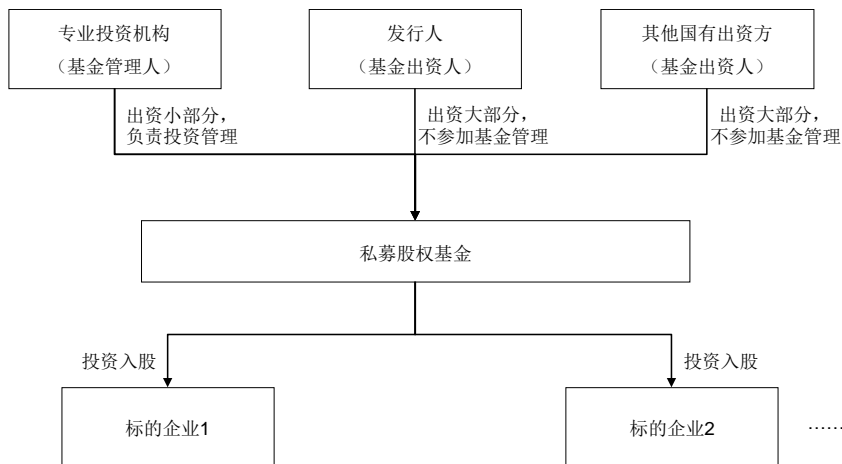 专业投资机构
（基金管理人）
发行人
（基金出资人）
其他国有出资方
（基金出资人）
出资小部分，
负责投资管理
出资大部分，
不参加基金管理
出资大部分，
不参加基金管理
私募股权基金
投资入股
投资入股
标的企业1
标的企业2
……